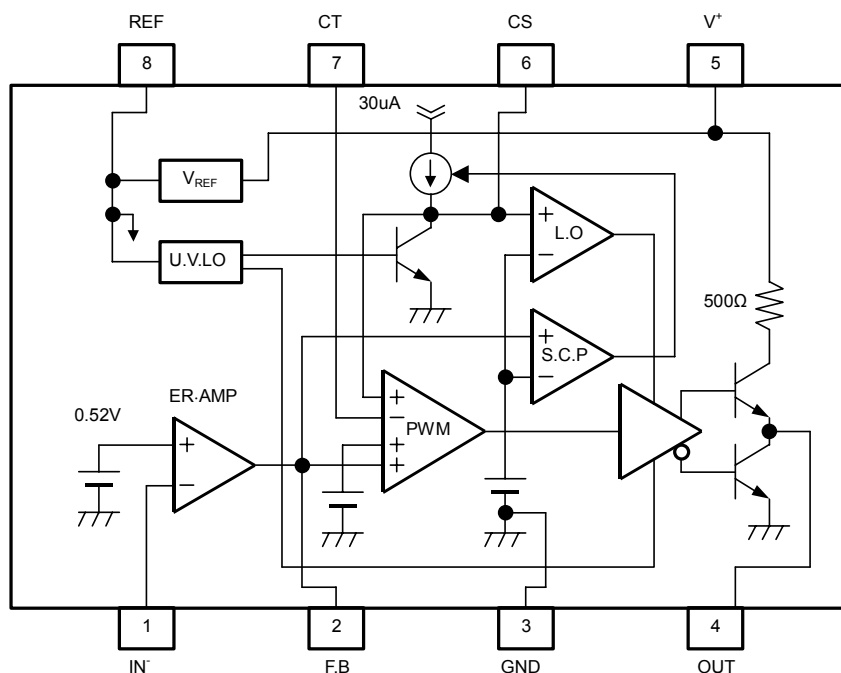 REF CT CS V⁺
8 7 6 5
30uA
V_REF
+ L.O
U.V.LO −
500Ω
+ S.C.P
−
ER·AMP +
0.52V − PWM
+ +
− +
1 2 3 4
IN⁻ F.B GND OUT